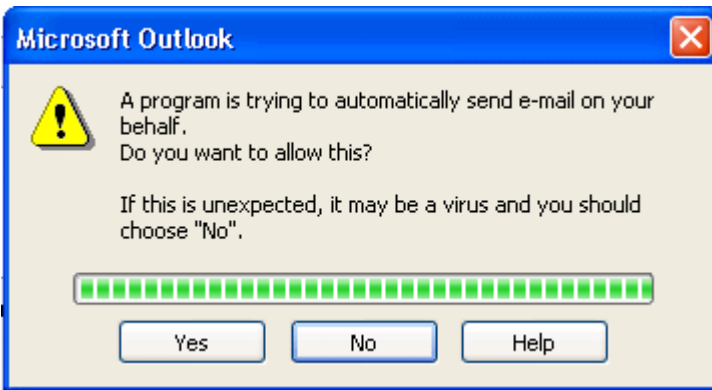 Microsoft Outlook
A program is trying to automatically send e-mail on your
behalf.
Do you want to allow this?
If this is unexpected, it may be a virus and you should
choose "No".
Yes No Help